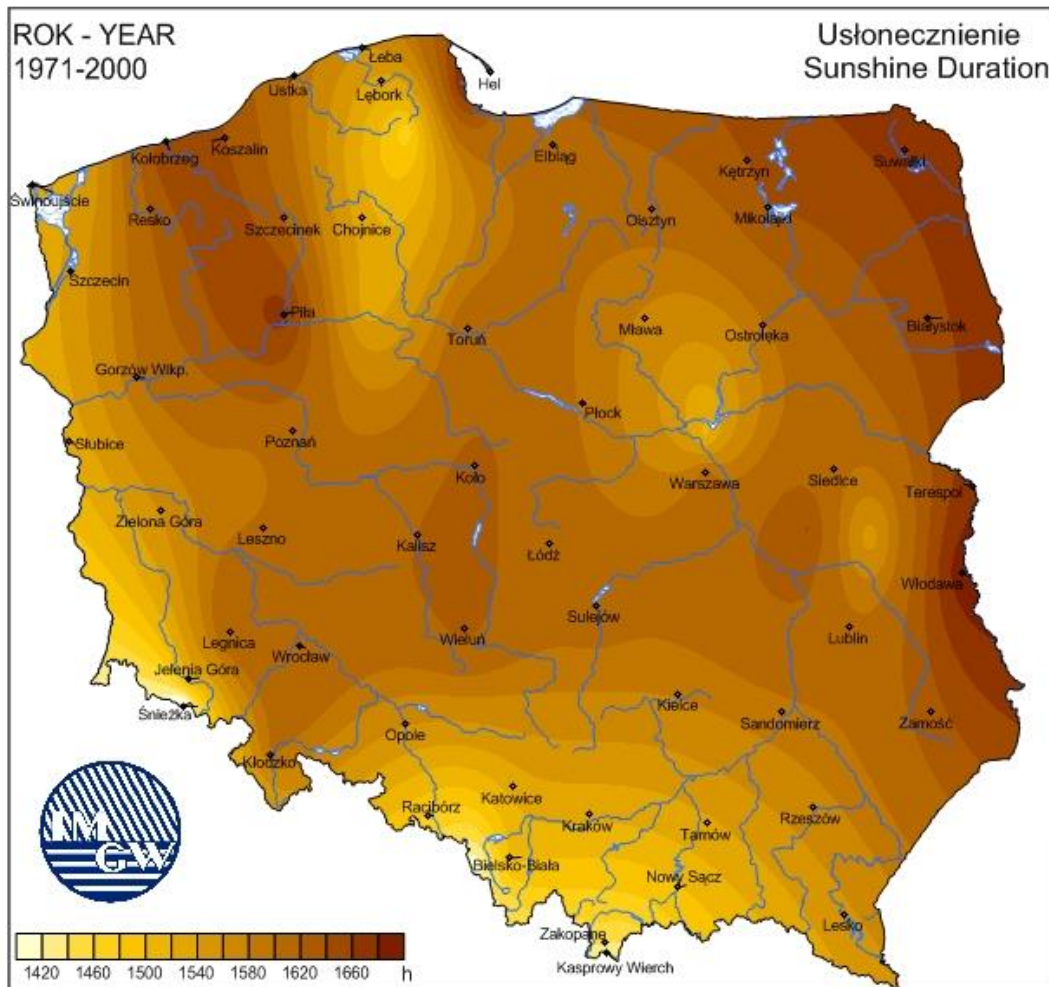 ROK - YEAR
1971-2000
Usłonecznienie
Sunshine Duration
Łeba
Hel
Ustka
Lębork
Kołobrzeg
Koszalin
Elbląg
Kętrzyn
Suwałki
Świnoujście
Resko
Szczecinek
Chojnice
Olsztyn
Mikołajki
Szczecin
Piła
Toruń
Mława
Ostrołęka
Białystok
Gorzów Wlkp.
Płock
Słubice
Poznań
Koło
Warszawa
Siedlce
Terespol
Zielona Góra
Leszno
Kalisz
Łódź
Włodawa
Sulejów
Legnica
Wrocław
Wieluń
Lublin
Jelenia Góra
Śnieżka
Kielce
Sandomierz
Zamość
Opole
Kłodzko
Racibórz
Katowice
Kraków
Tarnów
Rzeszów
Bielsko-Biała
Nowy Sącz
Lesko
Zakopane
Kasprowy Wierch
IM
GW
1420 1460 1500 1540 1580 1620 1660 h